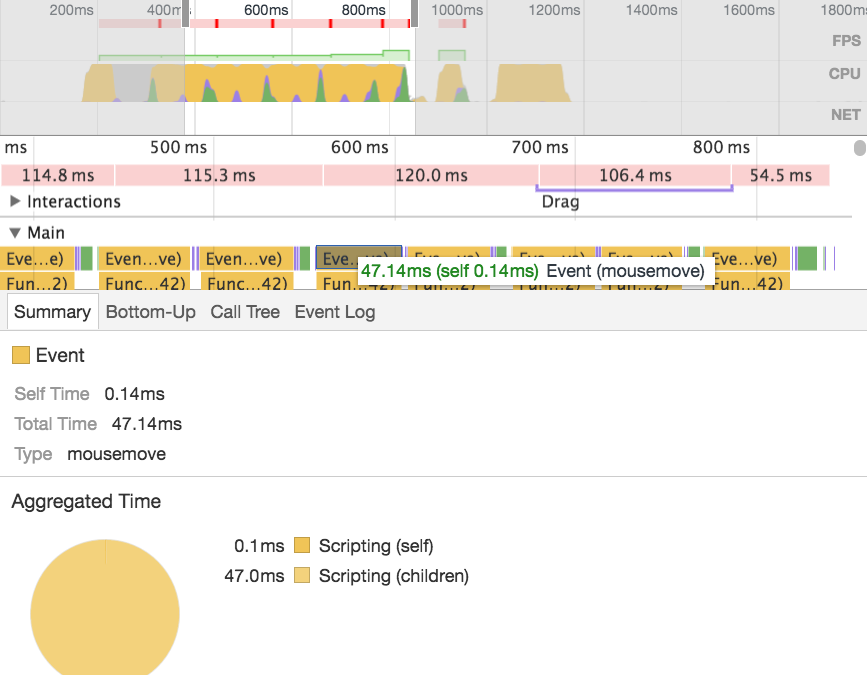 200ms 400m 600ms 800ms 1000ms 1200ms 1400ms 1600ms 1800m
FPS
CPU
NET
ms 500 ms 600 ms 700 ms 800 ms
114.8 ms 115.3 ms 120.0 ms 106.4 ms 54.5 ms
Interactions Drag
Main
Eve...e) Even...ve) Even...ve) Eve...ve) Eve...ve) Eve...ve) Eve...ve) Eve...ve)
47.14ms (self 0.14ms) Event (mousemove)
Fun...2) Func...42) Func...42) Fun...42) Fun...42) Fun...42) Fun...42) Fun...42)
Summary Bottom-Up Call Tree Event Log
Event
Self Time 0.14ms
Total Time 47.14ms
Type mousemove
Aggregated Time
0.1ms Scripting (self)
47.0ms Scripting (children)